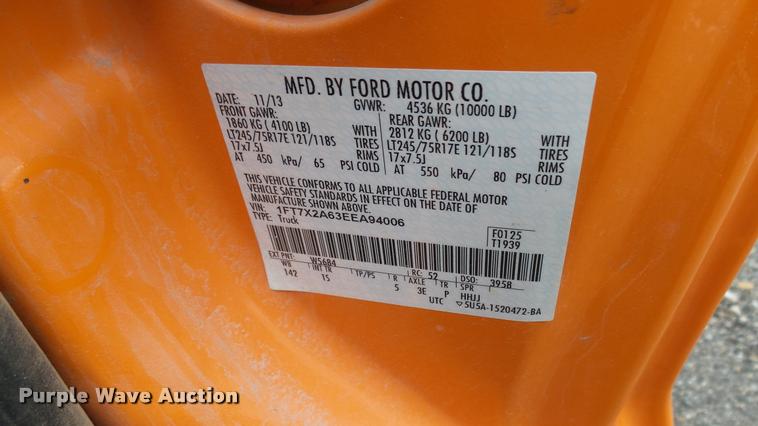 MFD. BY FORD MOTOR CO.
DATE: 11/13 GVWR: 4536 KG (10000 LB)
FRONT GAWR: REAR GAWR:
1860 KG ( 4100 LB) WITH 2812 KG ( 6200 LB) WITH
LT245/75R17E 121/118S TIRES LT245/75R17E 121/118S TIRES
17x7.5J RIMS 17x7.5J RIMS
AT 450 kPa/ 65 PSI COLD AT 550 kPa/ 80 PSI COLD
THIS VEHICLE CONFORMS TO ALL APPLICABLE FEDERAL MOTOR
VEHICLE SAFETY STANDARDS IN EFFECT ON THE DATE OF
MANUFACTURE SHOWN ABOVE.
VIN: 1FT7X2A63EEA94006
TYPE: Truck
F0125
T1939
EXT PNT: W5684 RC: 52 DSO: 3958
WB INT TR TP/PS R AXLE TR SPR
142 TS 5 3E P HHJJ
UTC ▽5U5A-1520472-BA
Purple Wave Auction